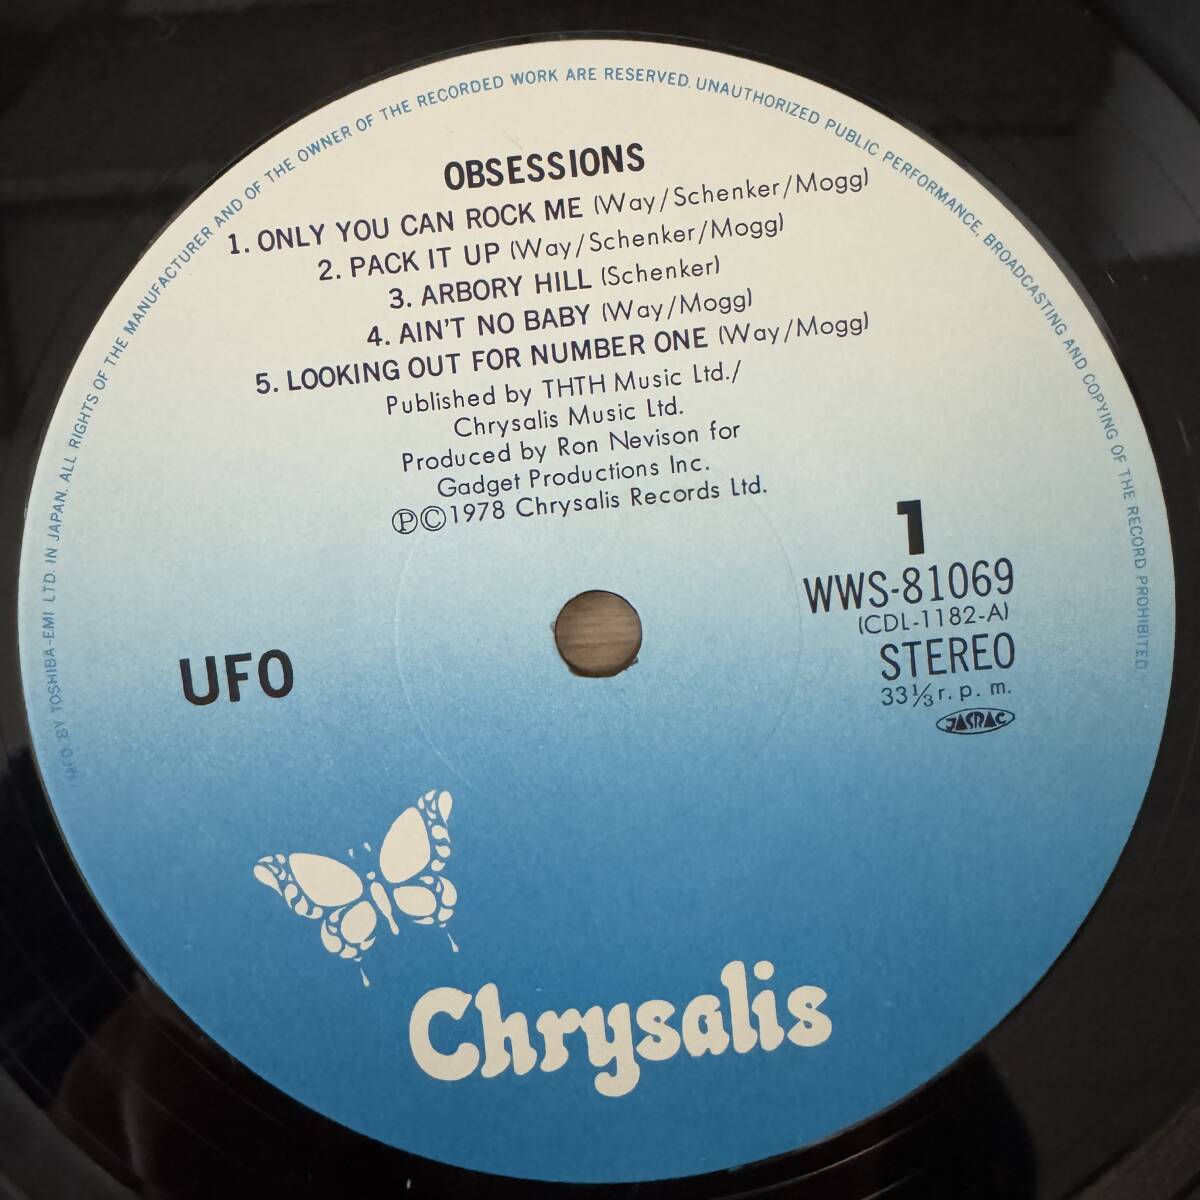 MFD. BY TOSHIBA-EMI LTD. IN JAPAN. ALL RIGHTS OF THE MANUFACTURER AND OF THE OWNER OF THE RECORDED WORK ARE RESERVED. UNAUTHORIZED PUBLIC PERFORMANCE, BROADCASTING AND COPYING OF THE RECORD PROHIBITED.
OBSESSIONS
1. ONLY YOU CAN ROCK ME (Way/Schenker/Mogg)
2. PACK IT UP (Way/Schenker/Mogg)
3. ARBORY HILL (Schenker)
4. AIN'T NO BABY (Way/Mogg)
5. LOOKING OUT FOR NUMBER ONE (Way/Mogg)
Published by THTH Music Ltd./
Chrysalis Music Ltd.
Produced by Ron Nevison for
Gadget Productions Inc.
ⓅⒸ1978 Chrysalis Records Ltd.
1
WWS-81069
(CDL-1182-A)
STEREO
33⅓ r. p. m.
JASRAC
UFO
Chrysalis